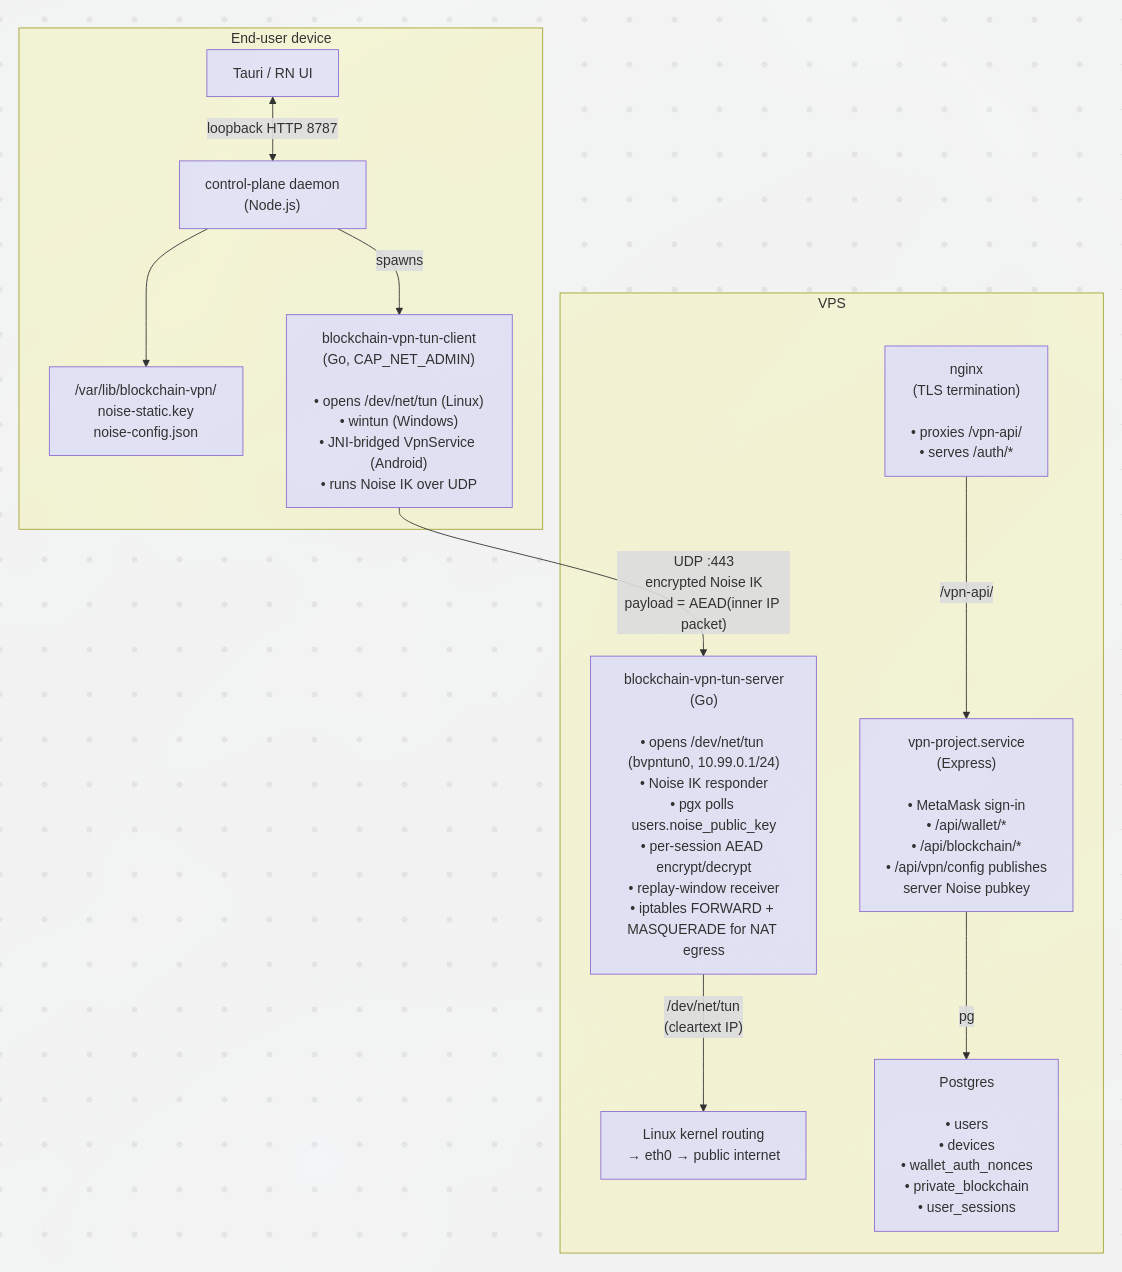 End-user device
Tauri / RN UI
loopback HTTP 8787
control-plane daemon
(Node.js)
spawns
/var/lib/blockchain-vpn/
noise-static.key
noise-config.json
blockchain-vpn-tun-client
(Go, CAP_NET_ADMIN)
• opens /dev/net/tun (Linux)
• wintun (Windows)
• JNI-bridged VpnService
(Android)
• runs Noise IK over UDP
VPS
nginx
(TLS termination)
• proxies /vpn-api/
• serves /auth/*
UDP :443
encrypted Noise IK
payload = AEAD(inner IP
packet)
/vpn-api/
blockchain-vpn-tun-server
(Go)
• opens /dev/net/tun
(bvpntun0, 10.99.0.1/24)
• Noise IK responder
• pgx polls
users.noise_public_key
• per-session AEAD
encrypt/decrypt
• replay-window receiver
• iptables FORWARD +
MASQUERADE for NAT
egress
vpn-project.service
(Express)
• MetaMask sign-in
• /api/wallet/*
• /api/blockchain/*
• /api/vpn/config publishes
server Noise pubkey
/dev/net/tun
(cleartext IP)
pg
Linux kernel routing
→ eth0 → public internet
Postgres
• users
• devices
• wallet_auth_nonces
• private_blockchain
• user_sessions